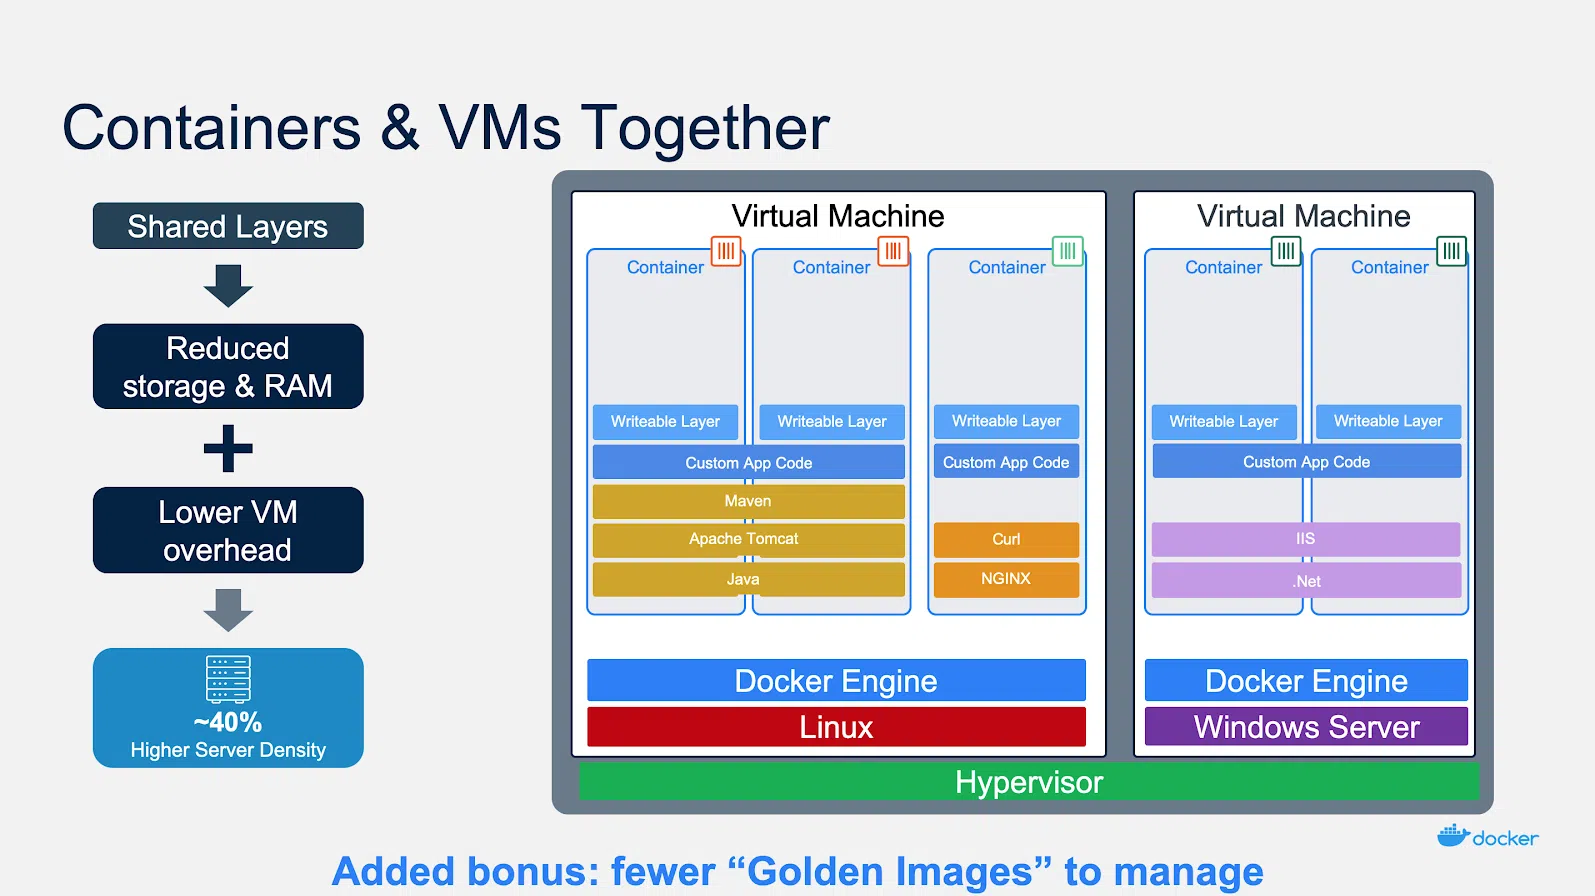 Containers & VMs Together
Shared Layers
Reduced
storage & RAM
Lower VM
overhead
~40%
Higher Server Density
Virtual Machine
Container
Container
Container
Writeable Layer
Writeable Layer
Writeable Layer
Custom App Code
Custom App Code
Maven
Apache Tomcat
Curl
Java
NGINX
Docker Engine
Linux
Virtual Machine
Container
Container
Writeable Layer
Writeable Layer
Custom App Code
IIS
.Net
Docker Engine
Windows Server
Hypervisor
docker
Added bonus: fewer “Golden Images” to manage